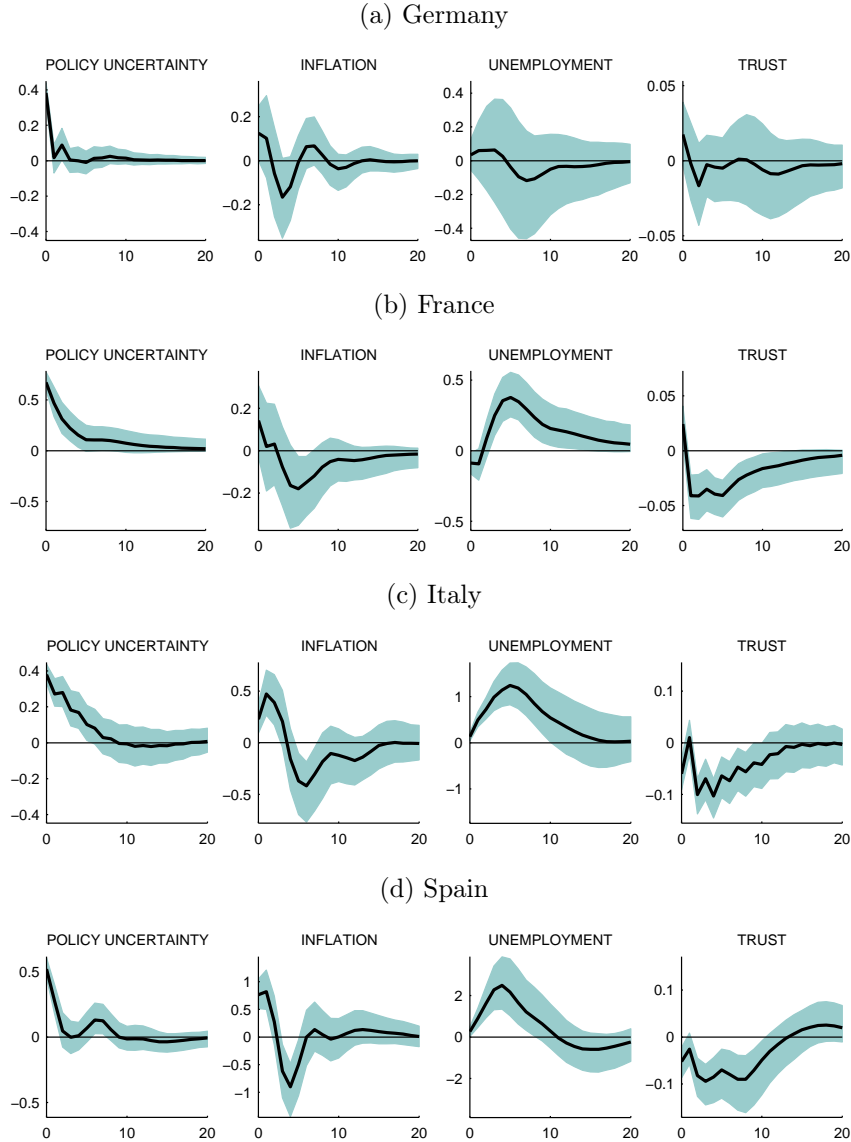 (a) Germany
POLICY UNCERTAINTY INFLATION UNEMPLOYMENT TRUST
0.4 0.2 0 −0.2 −0.4
0.2 0 −0.2
0.4 0.2 0 −0.2 −0.4
0.05 0 −0.05
0 10 20 0 10 20 0 10 20 0 10 20
(b) France
POLICY UNCERTAINTY INFLATION UNEMPLOYMENT TRUST
0.5 0 −0.5
0.2 0 −0.2
0.5 0 −0.5
0.05 0 −0.05
0 10 20 0 10 20 0 10 20 0 10 20
(c) Italy
POLICY UNCERTAINTY INFLATION UNEMPLOYMENT TRUST
0.4 0.2 0 −0.2 −0.4
0.5 0 −0.5
1 0 −1
0.1 0 −0.1
0 10 20 0 10 20 0 10 20 0 10 20
(d) Spain
POLICY UNCERTAINTY INFLATION UNEMPLOYMENT TRUST
0.5 0 −0.5
1 0.5 0 −0.5 −1
2 0 −2
0.1 0 −0.1
0 10 20 0 10 20 0 10 20 0 10 20